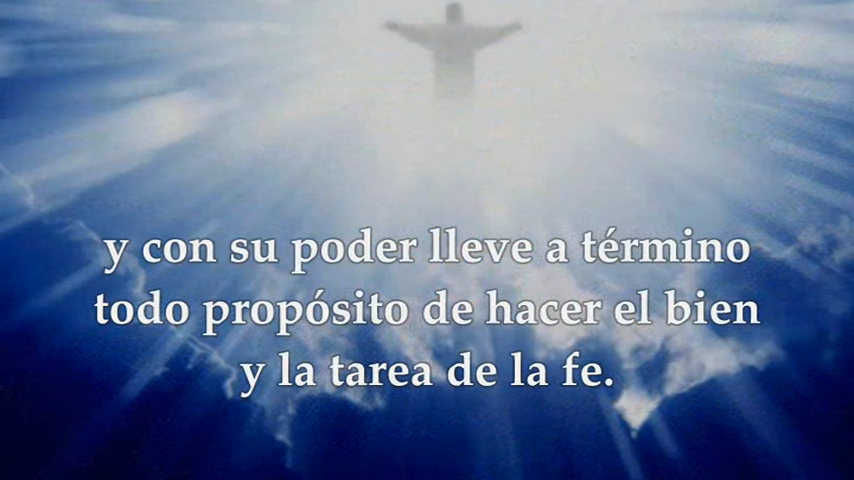 y con su poder lleve a término
todo propósito de hacer el bien
y la tarea de la fe.